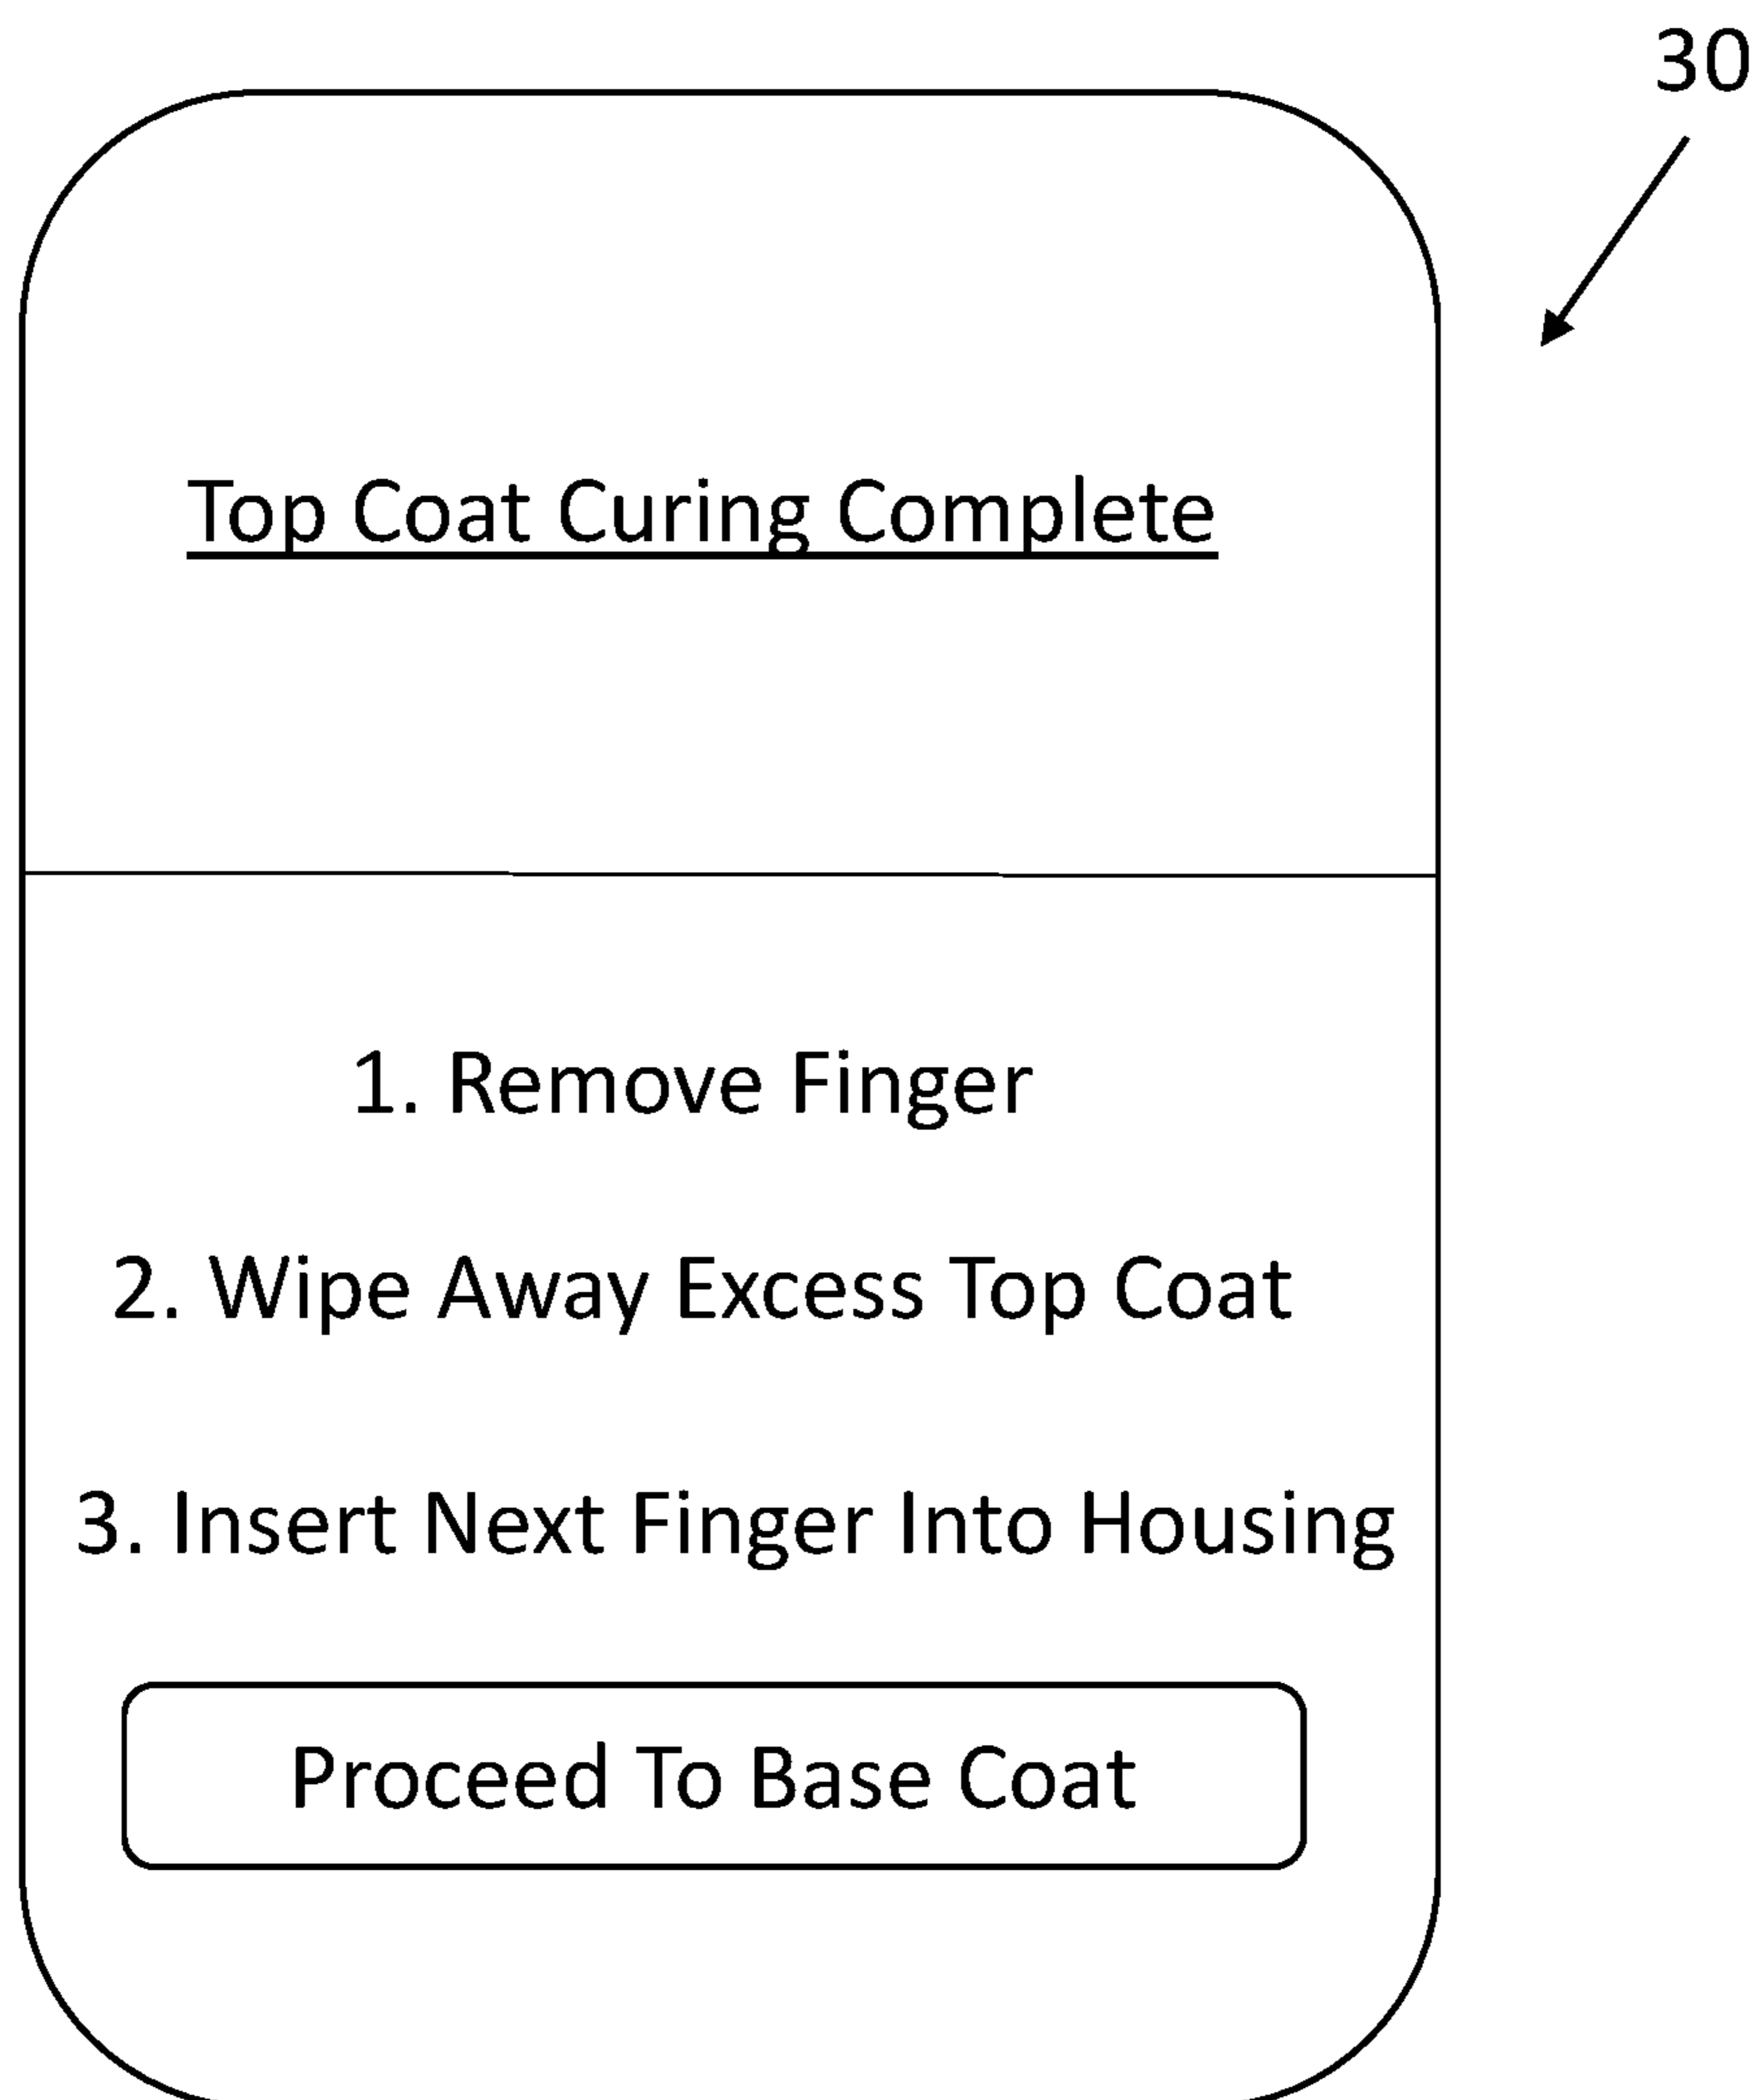 30
Top Coat Curing Complete
1. Remove Finger
2. Wipe Away Excess Top Coat
3. Insert Next Finger Into Housing
Proceed To Base Coat